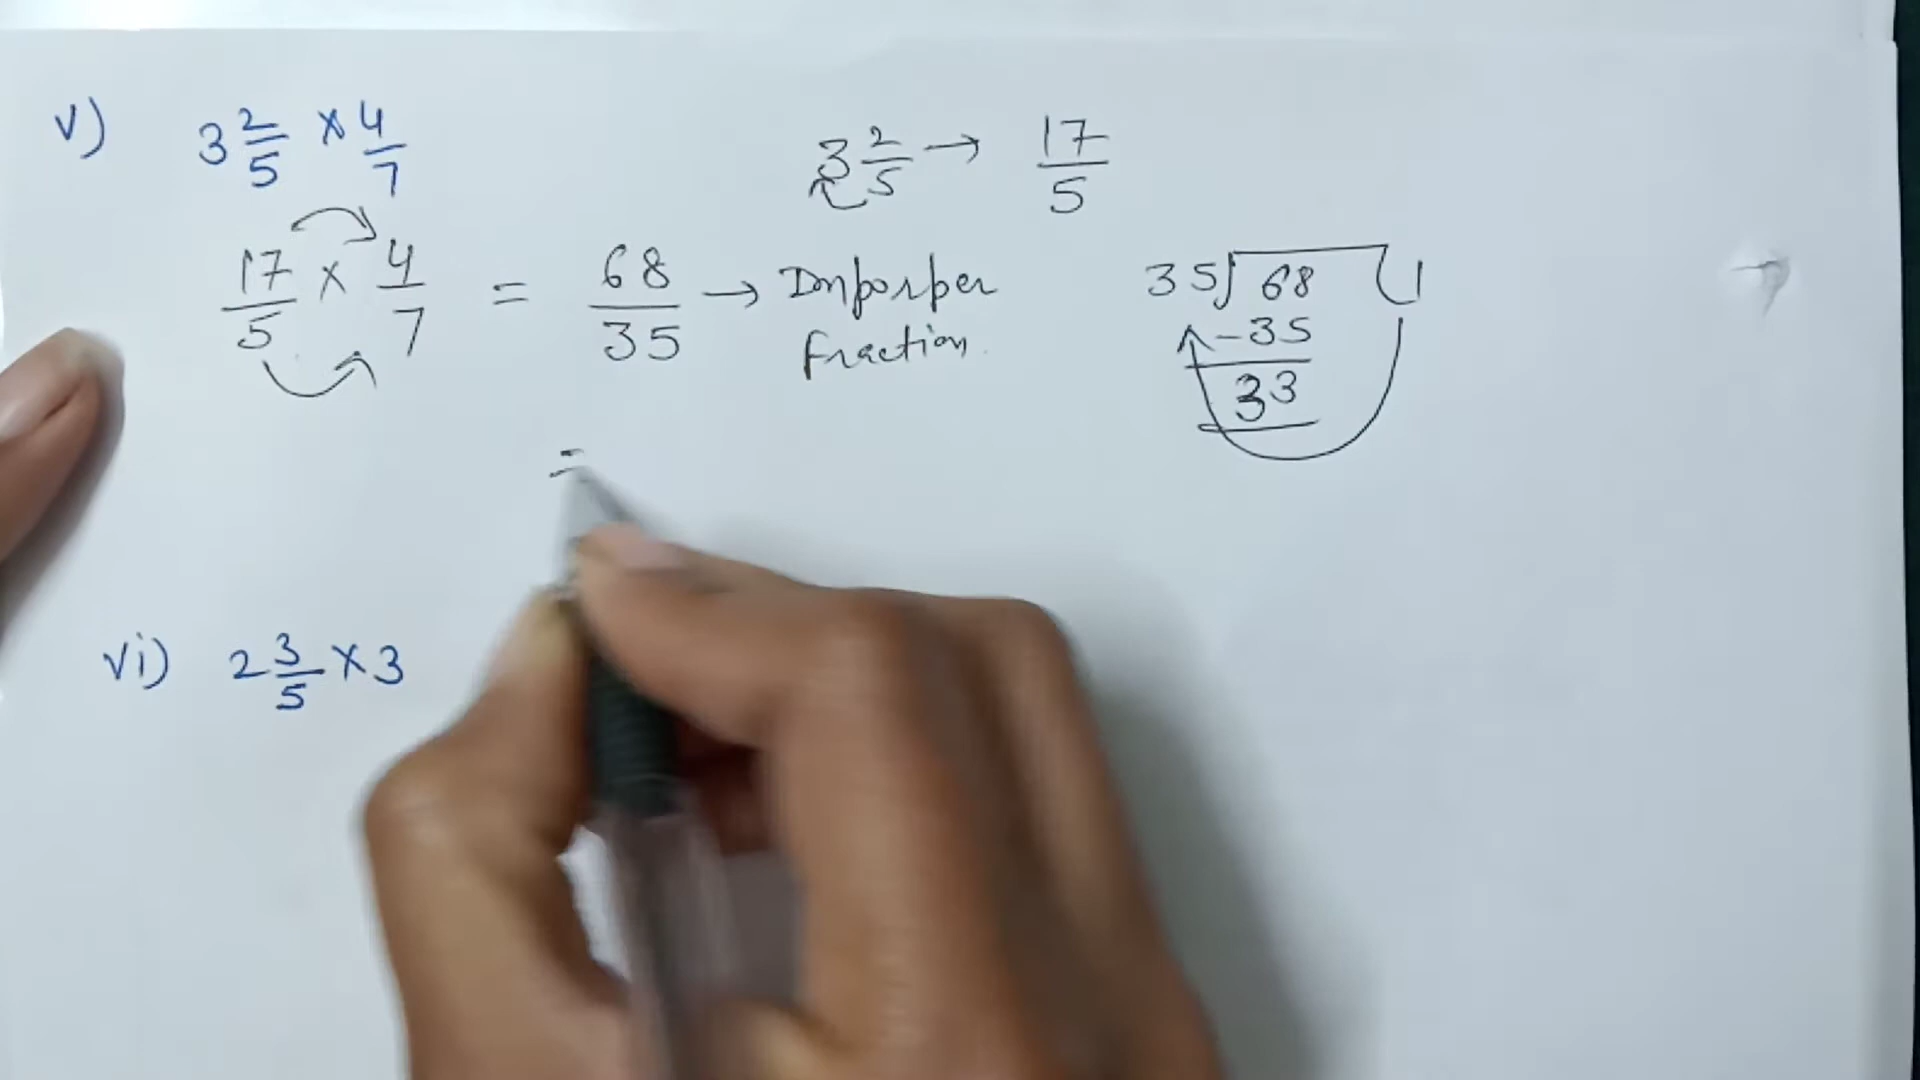 v) 3 2/5 × 4/7
3 2/5 → 17/5
17/5 × 4/7 = 68/35 → Imporper
fraction.
35) 68 ( 1
-35
33
=
vi) 2 3/5 × 3